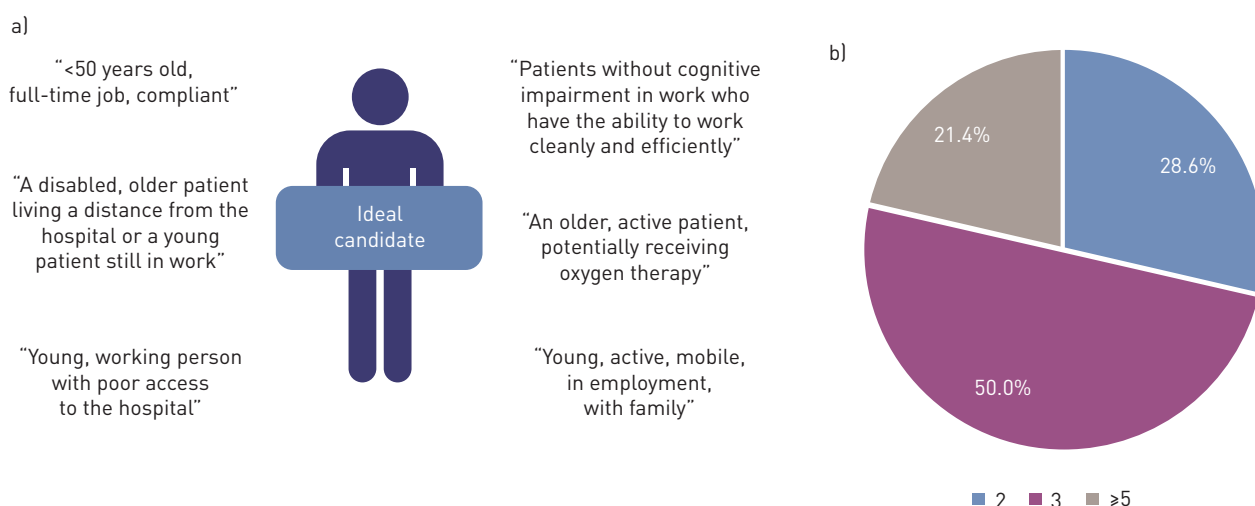 a)
“<50 years old,
full-time job, compliant”
“A disabled, older patient
living a distance from the
hospital or a young
patient still in work”
“Young, working person
with poor access
to the hospital”
Ideal
candidate
“Patients without cognitive
impairment in work who
have the ability to work
cleanly and efficiently”
“An older, active patient,
potentially receiving
oxygen therapy”
“Young, active, mobile,
in employment,
with family”
b)
21.4%
28.6%
50.0%
2 3 ≥5